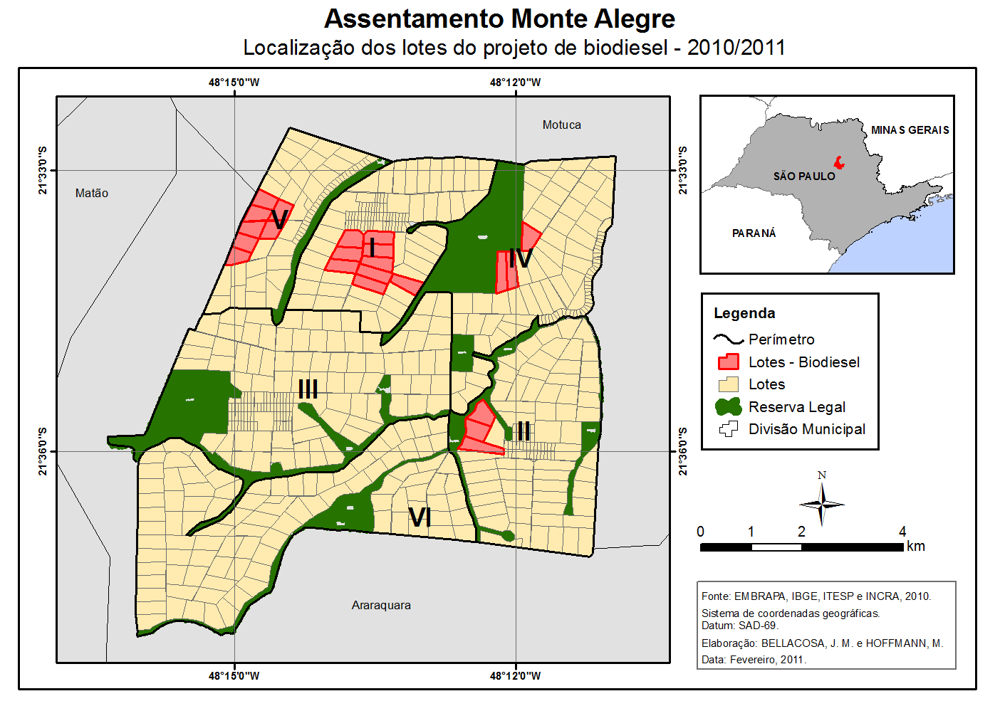 Assentamento Monte Alegre
Localização dos lotes do projeto de biodiesel - 2010/2011
48°15'0"W
48°12'0"W
21°33'0"S
21°33'0"S
21°36'0"S
21°36'0"S
48°15'0"W
48°12'0"W
Motuca
Matão
Araraquara
V
I
IV
III
II
VI
MINAS GERAIS
SÃO PAULO
PARANÁ
Legenda
Perímetro
Lotes - Biodiesel
Lotes
Reserva Legal
Divisão Municipal
N
0 1 2 4
km
Fonte: EMBRAPA, IBGE, ITESP e INCRA, 2010.
Sistema de coordenadas geográficas.
Datum: SAD-69.
Elaboração: BELLACOSA, J. M. e HOFFMANN, M.
Data: Fevereiro, 2011.